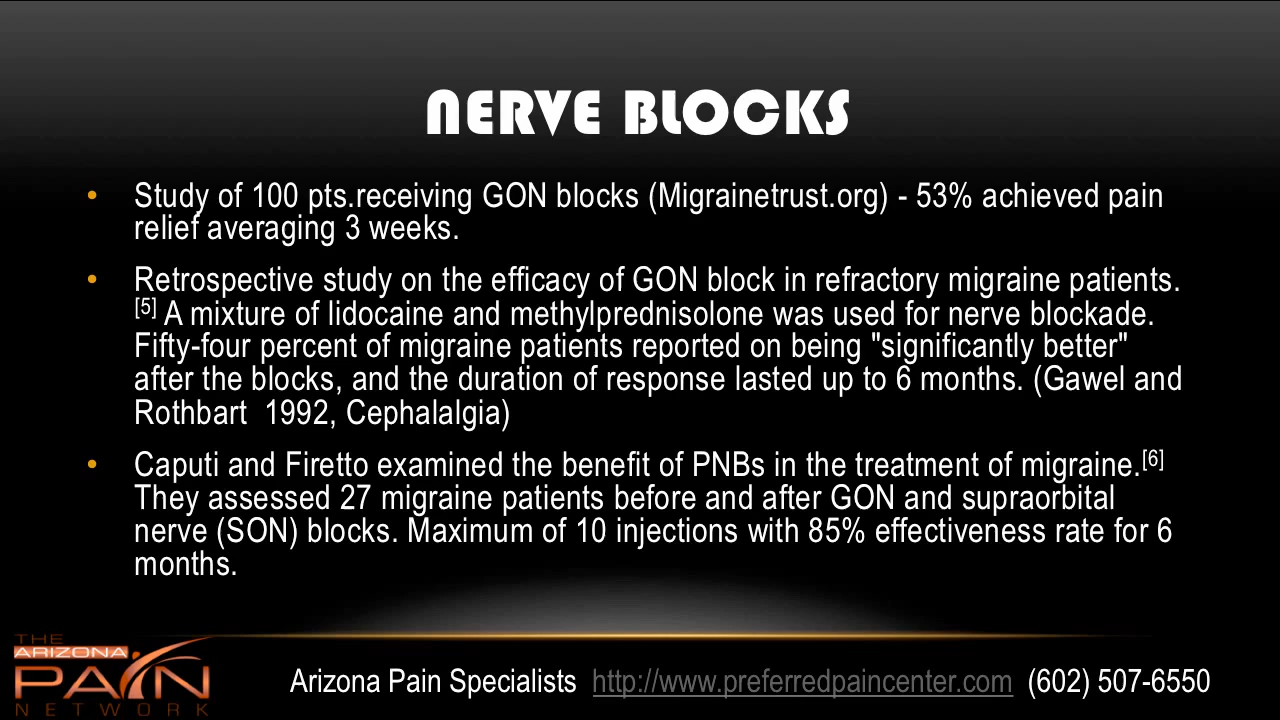 NERVE BLOCKS
• Study of 100 pts.receiving GON blocks (Migrainetrust.org) - 53% achieved pain
relief averaging 3 weeks.
• Retrospective study on the efficacy of GON block in refractory migraine patients.
[5] A mixture of lidocaine and methylprednisolone was used for nerve blockade.
Fifty-four percent of migraine patients reported on being "significantly better"
after the blocks, and the duration of response lasted up to 6 months. (Gawel and
Rothbart  1992, Cephalalgia)
• Caputi and Firetto examined the benefit of PNBs in the treatment of migraine.[6]
They assessed 27 migraine patients before and after GON and supraorbital
nerve (SON) blocks. Maximum of 10 injections with 85% effectiveness rate for 6
months.
THE
ARIZONA
PAIN
NETWORK
Arizona Pain Specialists  http://www.preferredpaincenter.com  (602) 507-6550